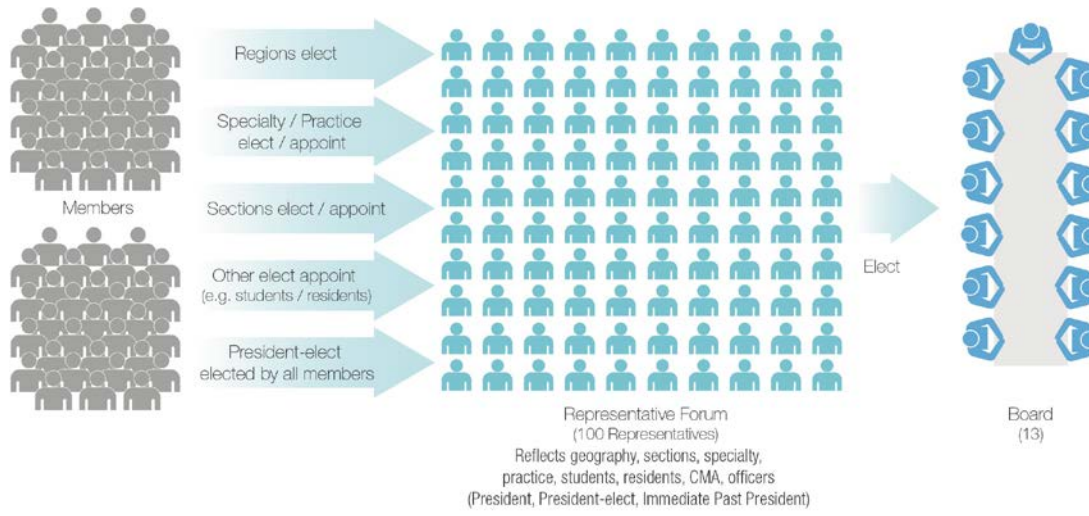 Regions elect
Specialty / Practice
elect / appoint
Members
Sections elect / appoint
Other elect appoint
(e.g. students / residents)
President-elect
elected by all members
Elect
Representative Forum
(100 Representatives)
Reflects geography, sections, specialty,
practice, students, residents, CMA, officers
(President, President-elect, Immediate Past President)
Board
(13)